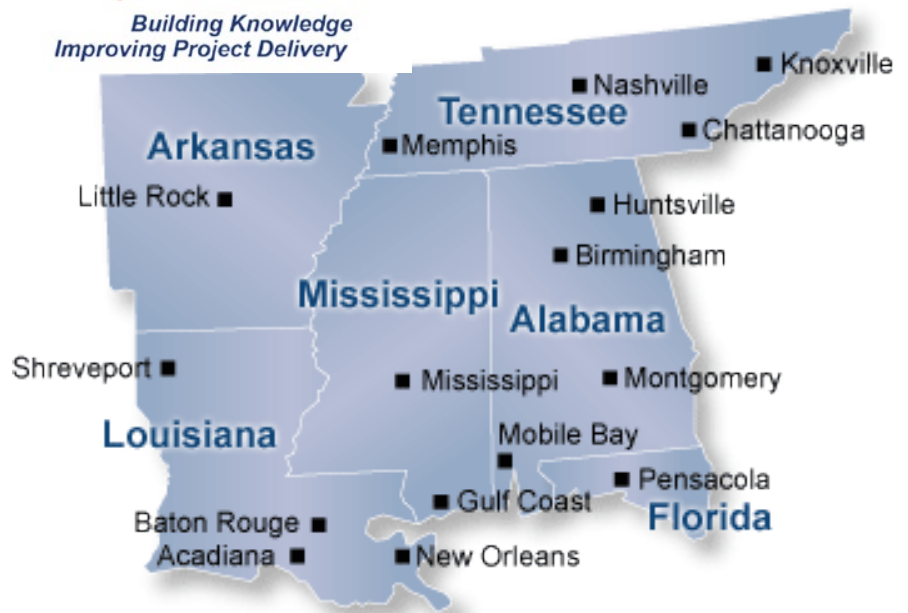 Building Knowledge
Improving Project Delivery
Knoxville
Nashville
Tennessee
Chattanooga
Memphis
Arkansas
Little Rock
Huntsville
Birmingham
Mississippi
Alabama
Shreveport
Mississippi
Montgomery
Louisiana
Mobile Bay
Pensacola
Gulf Coast
Florida
Baton Rouge
Acadiana
New Orleans